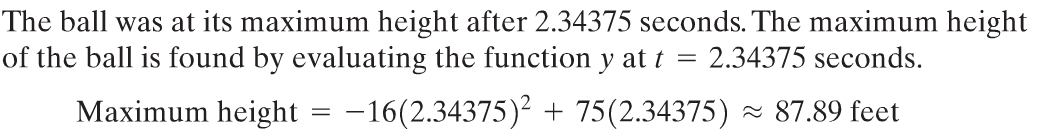 The ball was at its maximum height after 2.34375 seconds. The maximum height
of the ball is found by evaluating the function y at t = 2.34375 seconds.
Maximum height = −16(2.34375)² + 75(2.34375) ≈ 87.89 feet